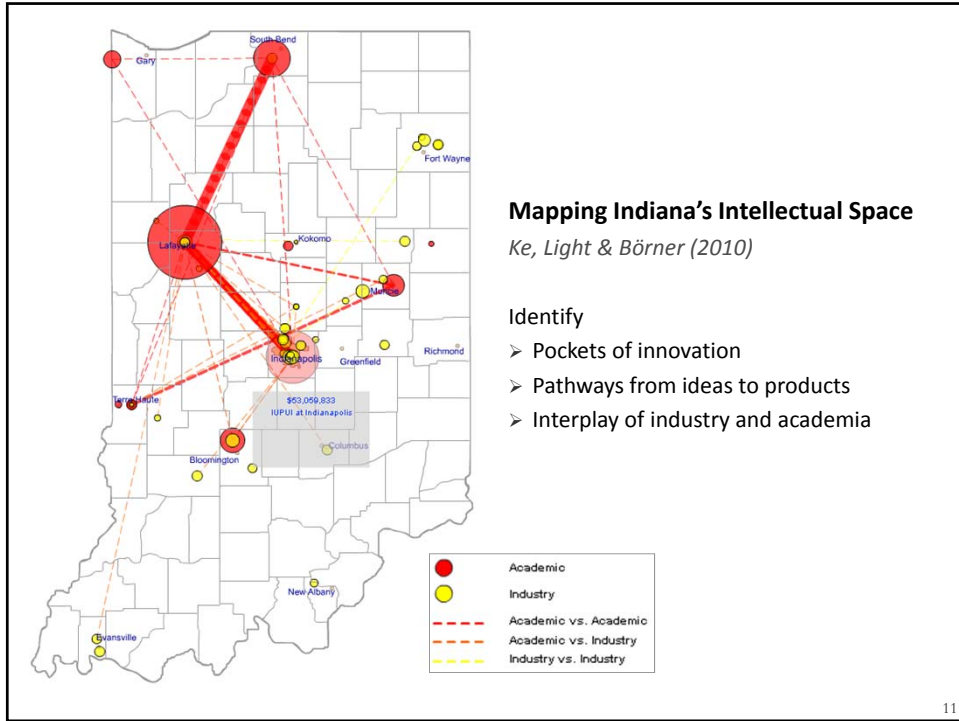 South Bend
Gary
Fort Wayne
Lafayette
Kokomo
Muncie
Indianapolis
Greenfield
Richmond
Terre Haute
$53,059,833
IUPUI at Indianapolis
Columbus
Bloomington
New Albany
Evansville
Mapping Indiana's Intellectual Space
Ke, Light & Börner (2010)
Identify
➢ Pockets of innovation
➢ Pathways from ideas to products
➢ Interplay of industry and academia
Academic
Industry
Academic vs. Academic
Academic vs. Industry
Industry vs. Industry
11